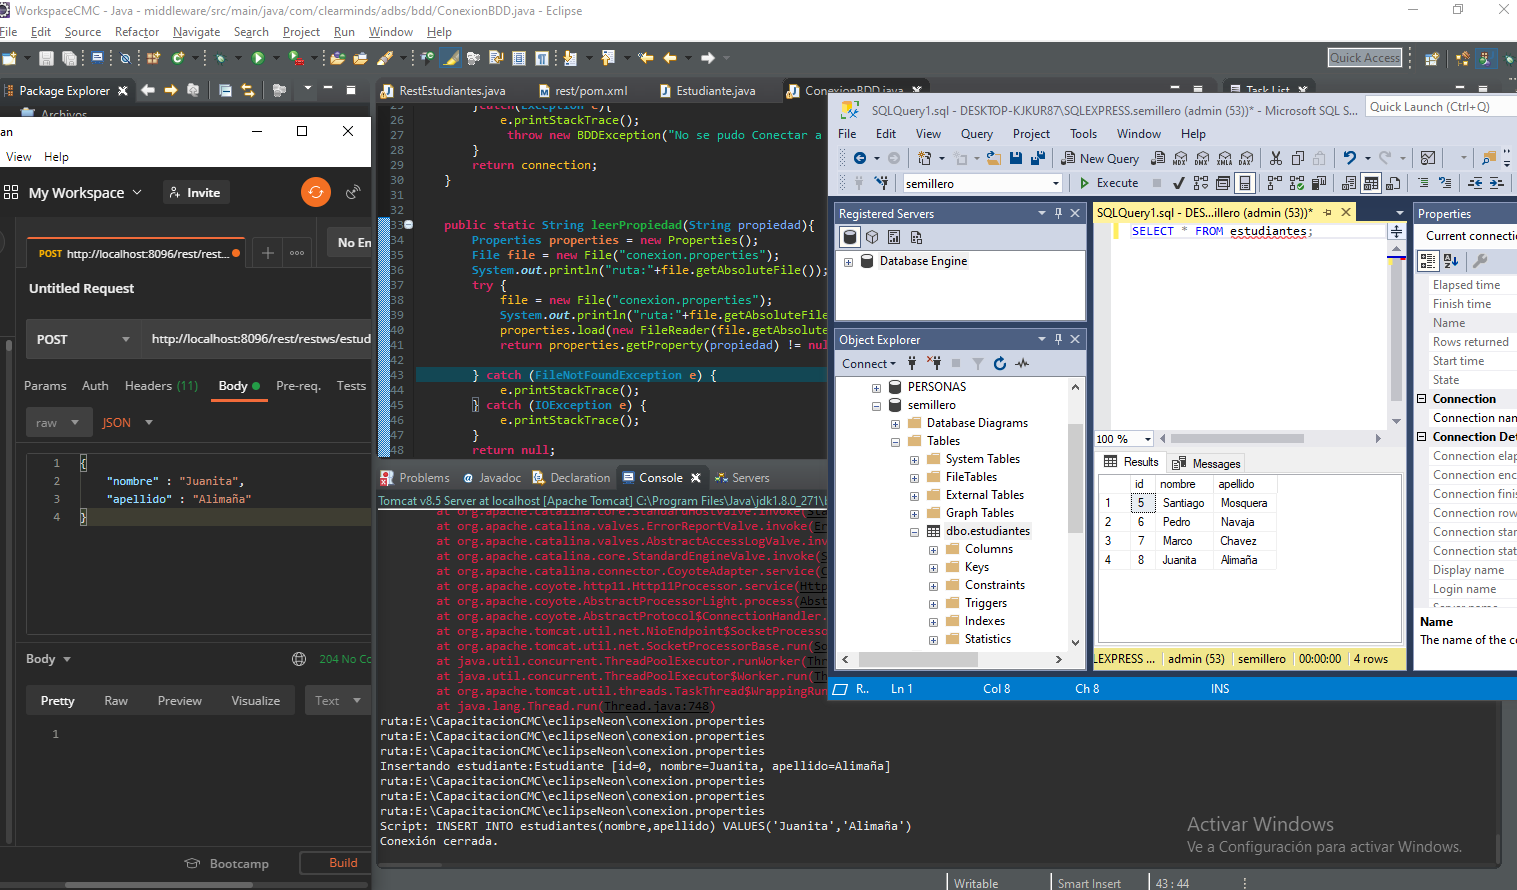 WorkspaceCMC - Java - middleware/src/main/java/com/clearminds/adbs/bdd/ConexionBDD.java - Eclipse
File Edit Source Refactor Navigate Search Project Run Window Help
Quick Access
Package Explorer
Archivos
RestEstudiantes.java
rest/pom.xml
Estudiante.java
ConexionBDD.java
Task List
an
View Help
My Workspace
Invite
POST http://localhost:8096/rest/rest...
No En
Untitled Request
POST
http://localhost:8096/rest/restws/estud
Params Auth Headers (11) Body Pre-req. Tests
raw
JSON
1 {
2 "nombre" : "Juanita",
3 "apellido" : "Alimaña"
4 }
Body
204 No Co
Pretty Raw Preview Visualize Text
1
Bootcamp
Build
25 }catch(Exception e){
26 e.printStackTrace();
27 throw new BDDException("No se pudo Conectar a
28 }
29 return connection;
30 }
31
32
33 public static String leerPropiedad(String propiedad){
34 Properties properties = new Properties();
35 File file = new File("conexion.properties");
36 System.out.println("ruta:"+file.getAbsoluteFile());
37 try {
38 file = new File("conexion.properties");
39 System.out.println("ruta:"+file.getAbsoluteFile
40 properties.load(new FileReader(file.getAbsolute
41 return properties.getProperty(propiedad) != nul
42
43 } catch (FileNotFoundException e) {
44 e.printStackTrace();
45 } catch (IOException e) {
46 e.printStackTrace();
47 }
48 return null;
Problems Javadoc Declaration Console Servers
Tomcat v8.5 Server at localhost [Apache Tomcat] C:\Program Files\Java\jdk1.8.0_271\b
at org.apache.catalina.core.StandardHostValve.invoke(Sta
at org.apache.catalina.valves.ErrorReportValve.invoke(Er
at org.apache.catalina.valves.AbstractAccessLogValve.inv
at org.apache.catalina.core.StandardEngineValve.invoke(S
at org.apache.catalina.connector.CoyoteAdapter.service(C
at org.apache.coyote.http11.Http11Processor.service(Http
at org.apache.coyote.AbstractProcessorLight.process(Abst
at org.apache.coyote.AbstractProtocol$ConnectionHandler.
at org.apache.tomcat.util.net.NioEndpoint$SocketProcesso
at org.apache.tomcat.util.net.SocketProcessorBase.run(So
at java.util.concurrent.ThreadPoolExecutor.runWorker(Thr
at java.util.concurrent.ThreadPoolExecutor$Worker.run(Th
at org.apache.tomcat.util.threads.TaskThread$WrappingRun
at java.lang.Thread.run(Thread.java:748)
ruta:E:\CapacitacionCMC\eclipseNeon\conexion.properties
ruta:E:\CapacitacionCMC\eclipseNeon\conexion.properties
ruta:E:\CapacitacionCMC\eclipseNeon\conexion.properties
Insertando estudiante:Estudiante [id=0, nombre=Juanita, apellido=Alimaña]
ruta:E:\CapacitacionCMC\eclipseNeon\conexion.properties
ruta:E:\CapacitacionCMC\eclipseNeon\conexion.properties
ruta:E:\CapacitacionCMC\eclipseNeon\conexion.properties
Script: INSERT INTO estudiantes(nombre,apellido) VALUES('Juanita','Alimaña')
Conexión cerrada.
SQLQuery1.sql - DESKTOP-KJKUR87\SQLEXPRESS.semillero (admin (53))* - Microsoft SQL S...
Quick Launch (Ctrl+Q)
File Edit View Query Project Tools Window Help
New Query
MDX DMX XMLA DAX
semillero
Execute
Registered Servers
Database Engine
Object Explorer
Connect
PERSONAS
semillero
Database Diagrams
Tables
System Tables
FileTables
External Tables
Graph Tables
dbo.estudiantes
Columns
Keys
Constraints
Triggers
Indexes
Statistics
SQLQuery1.sql - DES...illero (admin (53))*
SELECT * FROM estudiantes;
100 %
Results Messages
id nombre apellido
1 5 Santiago Mosquera
2 6 Pedro Navaja
3 7 Marco Chavez
4 8 Juanita Alimaña
LEXPRESS ... admin (53) semillero 00:00:00 4 rows
Properties
Current connectio
Elapsed time
Finish time
Name
Rows returned
Start time
State
Connection
Connection nam
Connection Det
Connection elap
Connection encr
Connection finis
Connection row
Connection star
Connection stat
Display name
Login name
Name
The name of the co
R.. Ln 1 Col 8 Ch 8 INS
Activar Windows
Ve a Configuración para activar Windows.
Writable Smart Insert 43 : 44